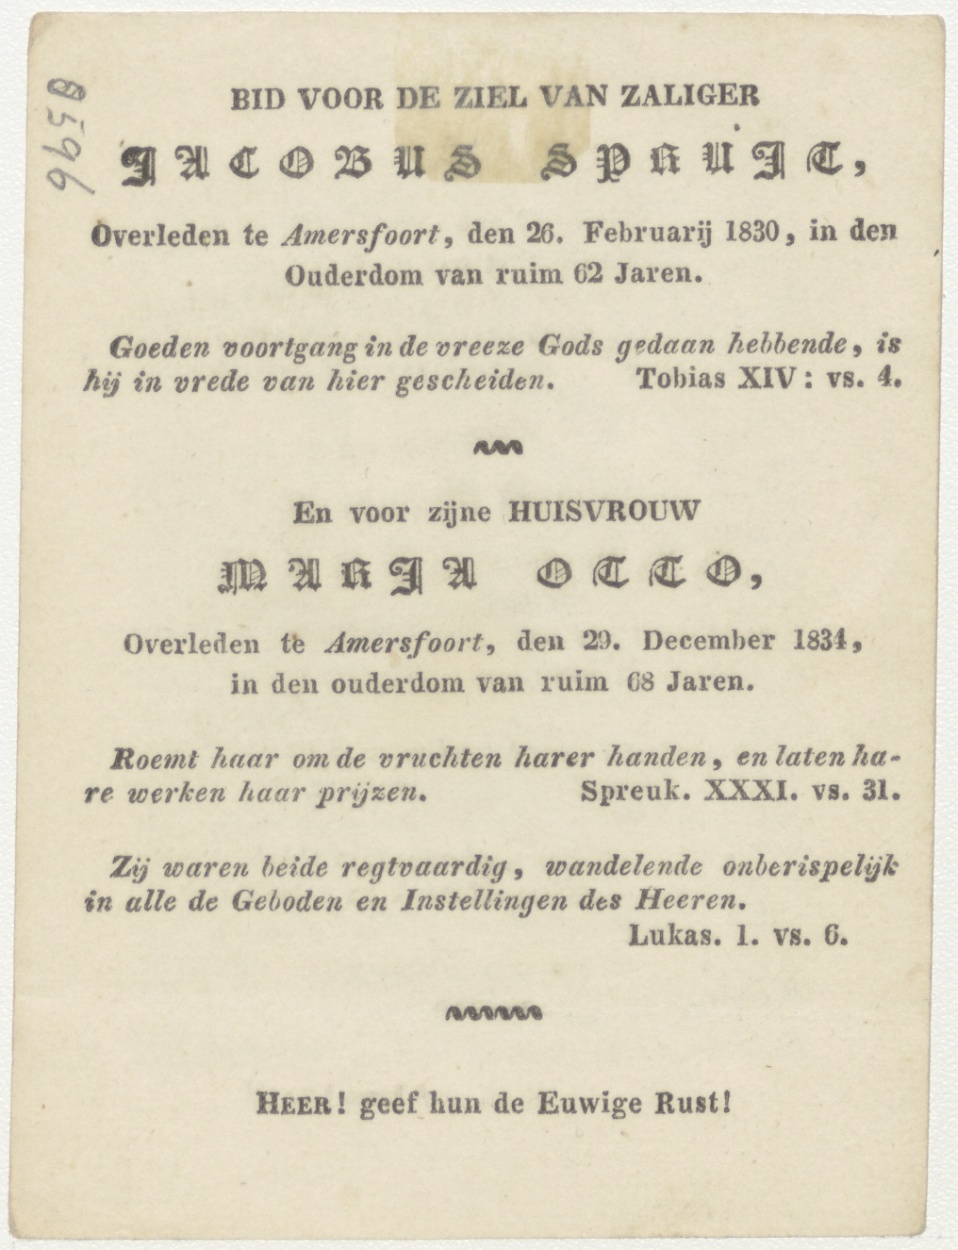 BID VOOR DE ZIEL VAN ZALIGER
JACOBUS SPRUJT,
Overleden te Amersfoort, den 26. Februarij 1830, in den
Ouderdom van ruim 62 Jaren.
Goeden voortgang in de vreeze Gods gedaan hebbende, is
hij in vrede van hier gescheiden. Tobias XIV: vs. 4.
En voor zijne HUISVROUW
MARJA OTTO,
Overleden te Amersfoort, den 29. December 1834,
in den ouderdom van ruim 68 Jaren.
Roemt haar om de vruchten harer handen, en laten ha-
re werken haar prijzen. Spreuk. XXXI. vs. 31.
Zij waren beide regtvaardig, wandelende onberispelijk
in alle de Geboden en Instellingen des Heeren.
Lukas. 1. vs. 6.
HEER! geef hun de Euwige Rust!